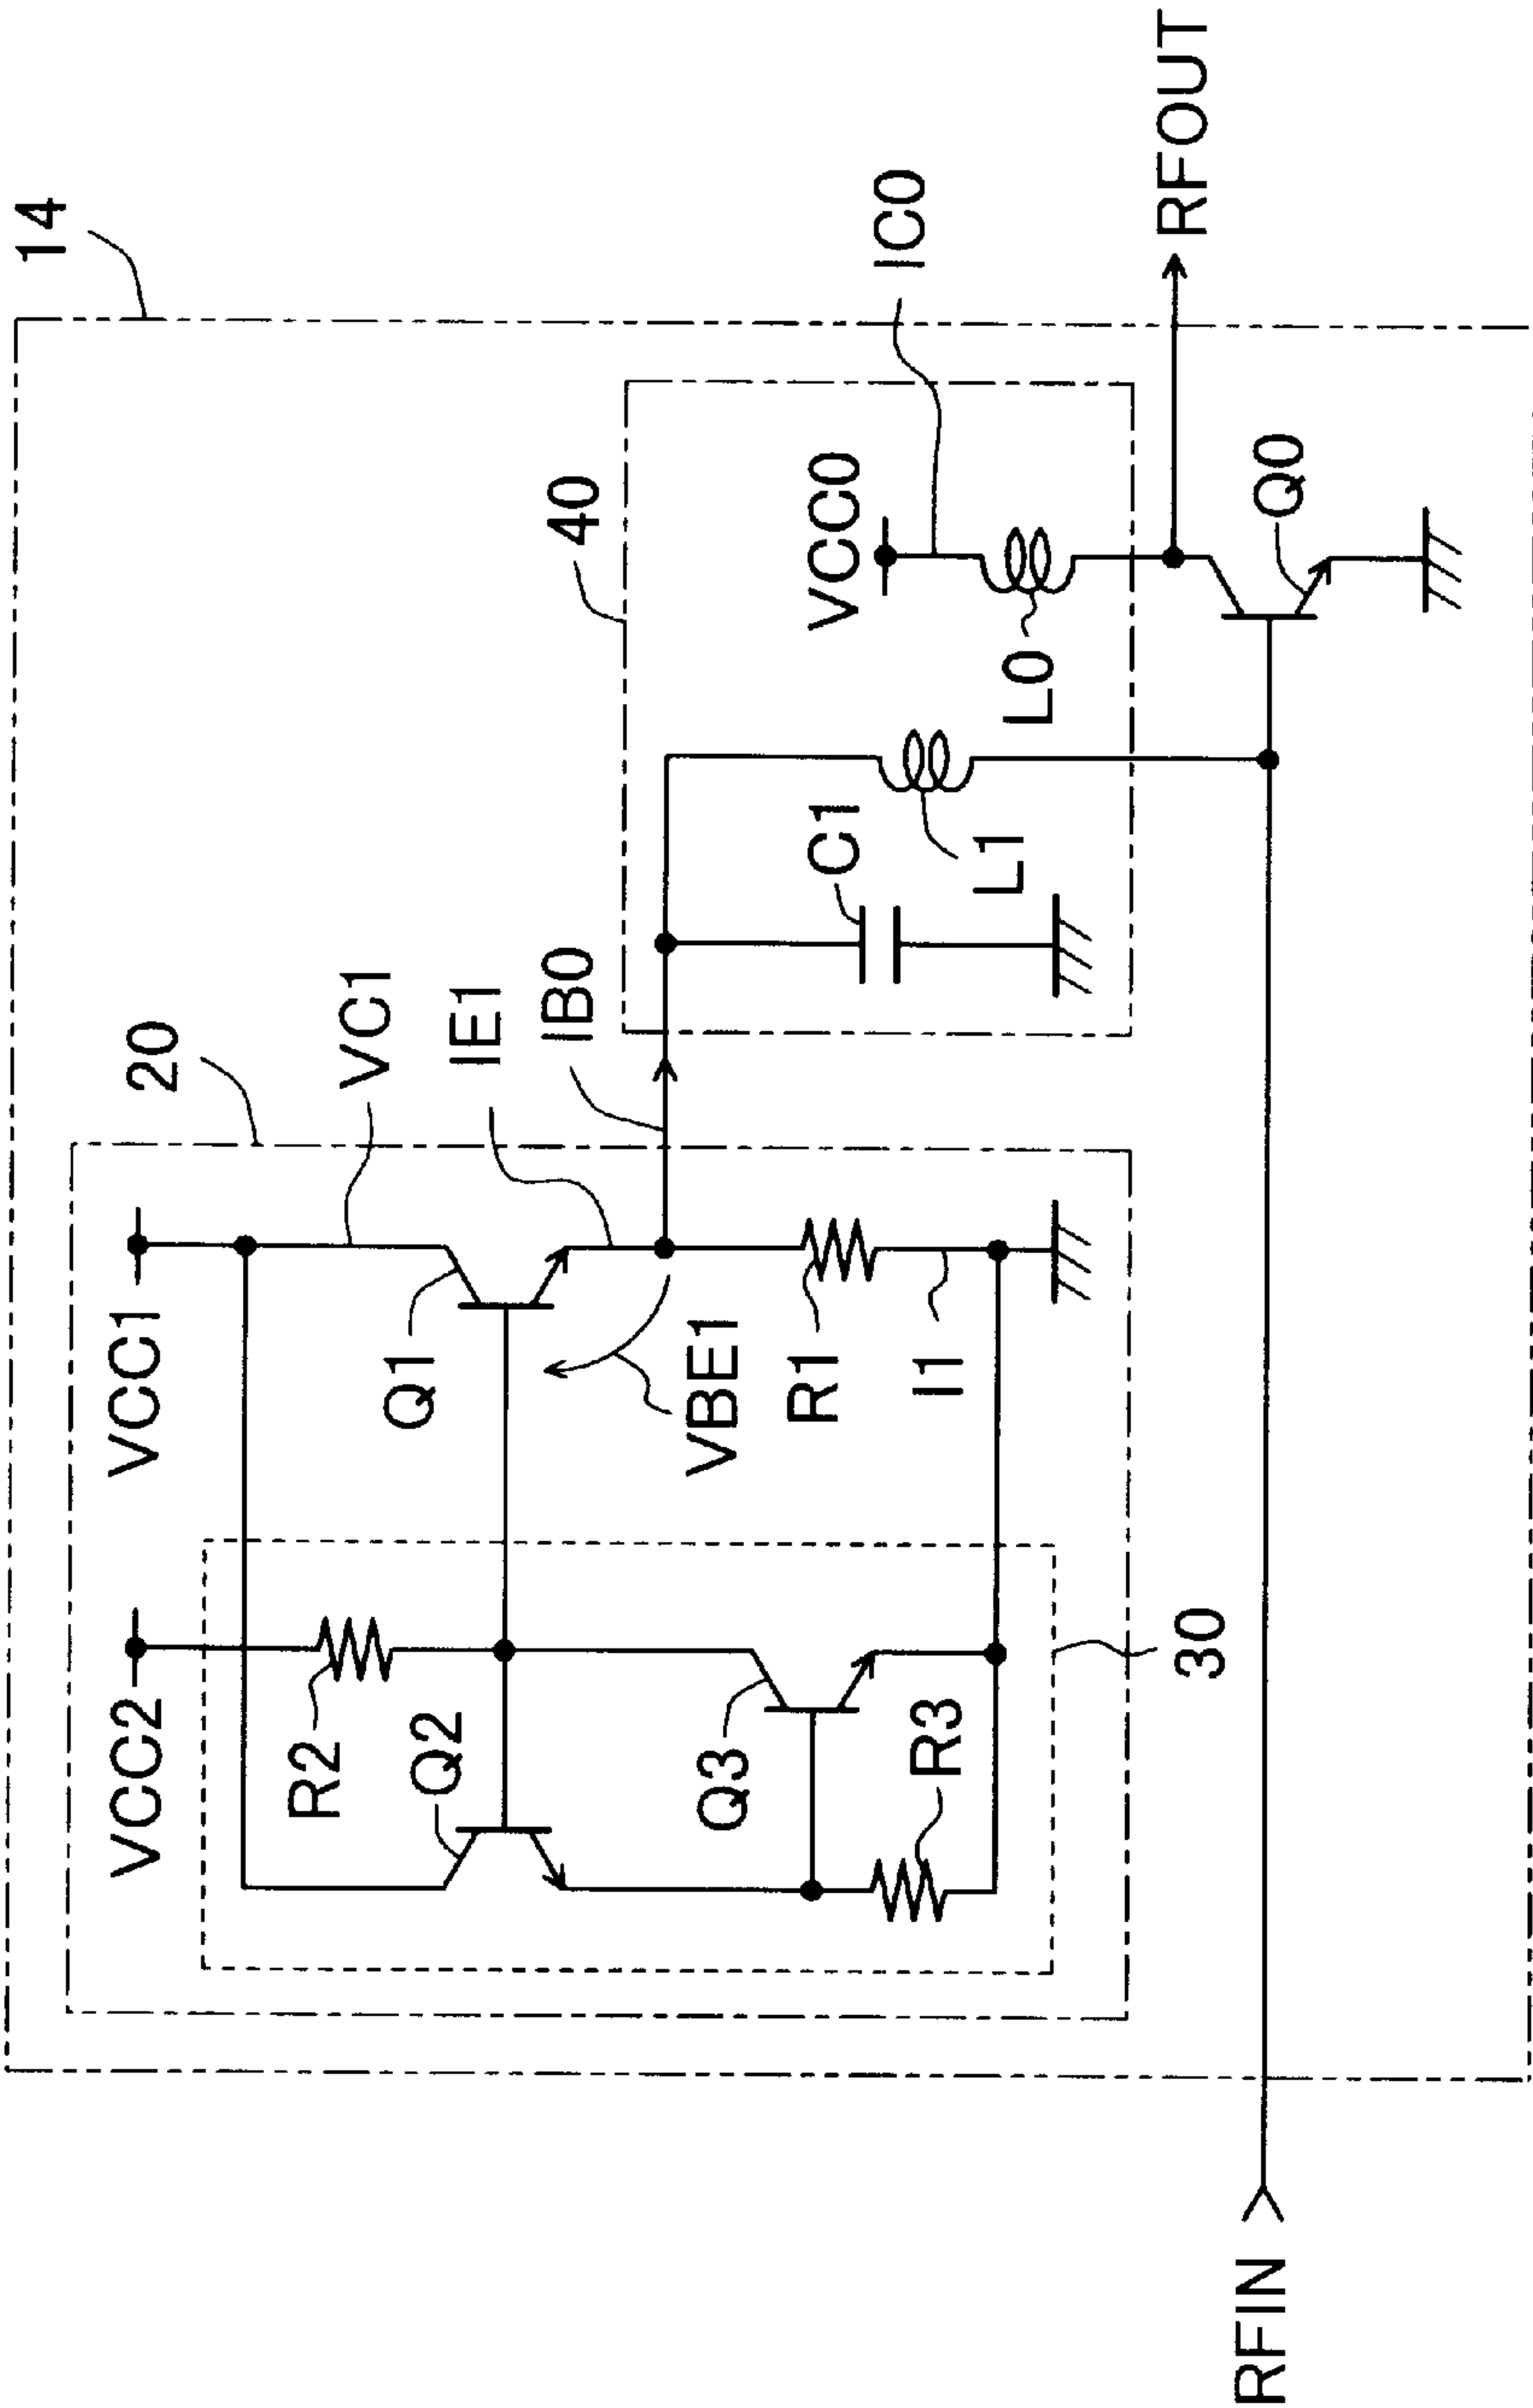 14
20
VCC2
VCC1
VC1
R2
Q1
IE1
Q2
IB0
40
VBE1
VCC0
IC0
Q3
R1
C1
R3
I1
L1
L0
30
Q0
RFOUT
RFIN